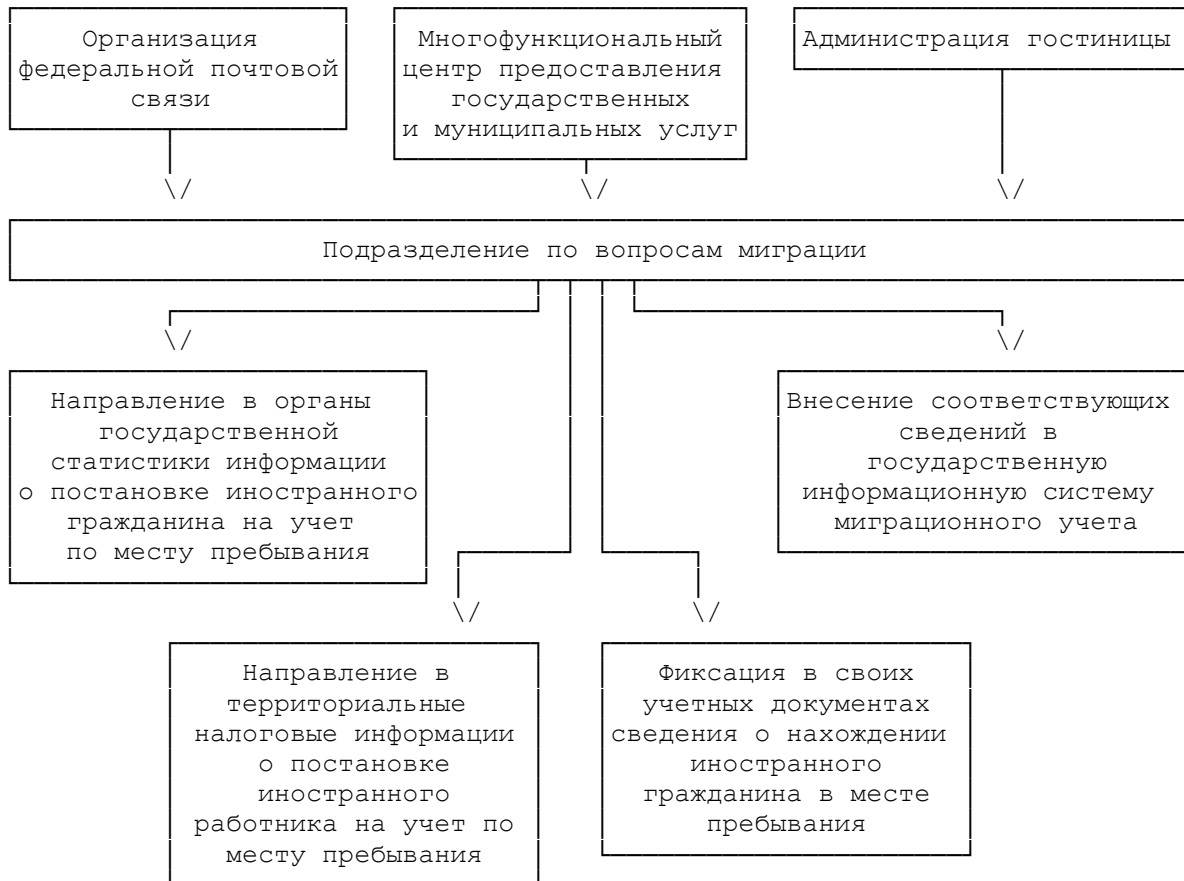 Организация
федеральной почтовой
связи
Многофункциональный
центр предоставления
государственных
и муниципальных услуг
Администрация гостиницы
Подразделение по вопросам миграции
Направление в органы
государственной
статистики информации
о постановке иностранного
гражданина на учет
по месту пребывания
Внесение соответствующих
сведений в
государственную
информационную систему
миграционного учета
Направление в
территориальные
налоговые информации
о постановке
иностранного
работника на учет по
месту пребывания
Фиксация в своих
учетных документах
сведения о нахождении
иностранного
гражданина в месте
пребывания